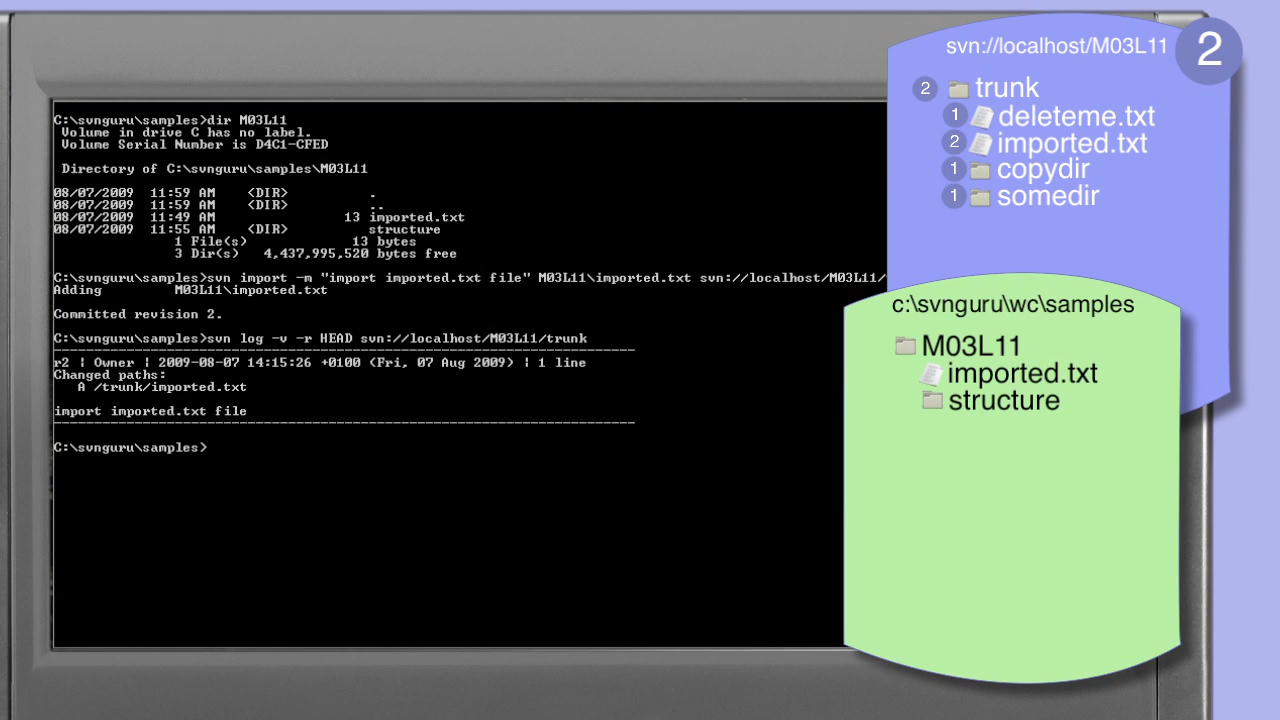 C:\svnguru\samples>dir M03L11
Volume in drive C has no label.
Volume Serial Number is D4C1-CFED
Directory of C:\svnguru\samples\M03L11
08/07/2009 11:59 AM <DIR> .
08/07/2009 11:59 AM <DIR> ..
08/07/2009 11:49 AM 13 imported.txt
08/07/2009 11:55 AM <DIR> structure
1 File(s) 13 bytes
3 Dir(s) 4,437,995,520 bytes free
C:\svnguru\samples>svn import -m "import imported.txt file" M03L11\imported.txt svn://localhost/M03L11/
Adding M03L11\imported.txt
Committed revision 2.
C:\svnguru\samples>svn log -v -r HEAD svn://localhost/M03L11/trunk
------------------------------------------------------------------------
r2 | Owner | 2009-08-07 14:15:26 +0100 (Fri, 07 Aug 2009) | 1 line
Changed paths:
A /trunk/imported.txt
import imported.txt file
------------------------------------------------------------------------
C:\svnguru\samples>
svn://localhost/M03L11
2
2 trunk
1 deleteme.txt
2 imported.txt
1 copydir
1 somedir
c:\svnguru\wc\samples
M03L11
imported.txt
structure